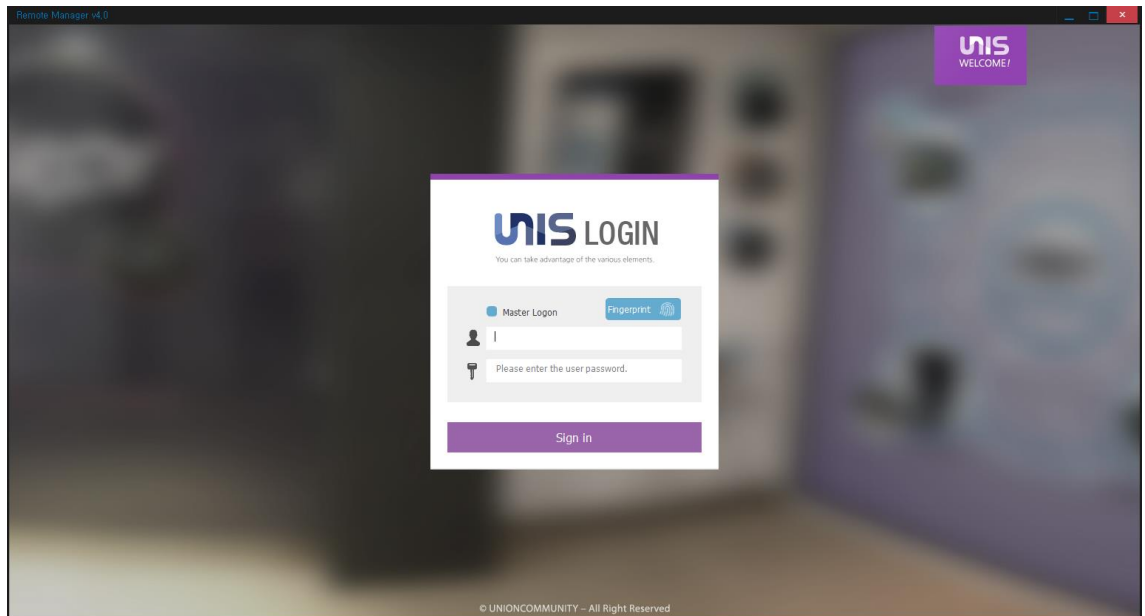 Remote Manager v4.0
UNIS
WELCOME!
UNIS LOGIN
You can take advantage of the various elements.
Master Logon
Fingerprint
Please enter the user password.
Sign in
© UNIONCOMMUNITY – All Right Reserved